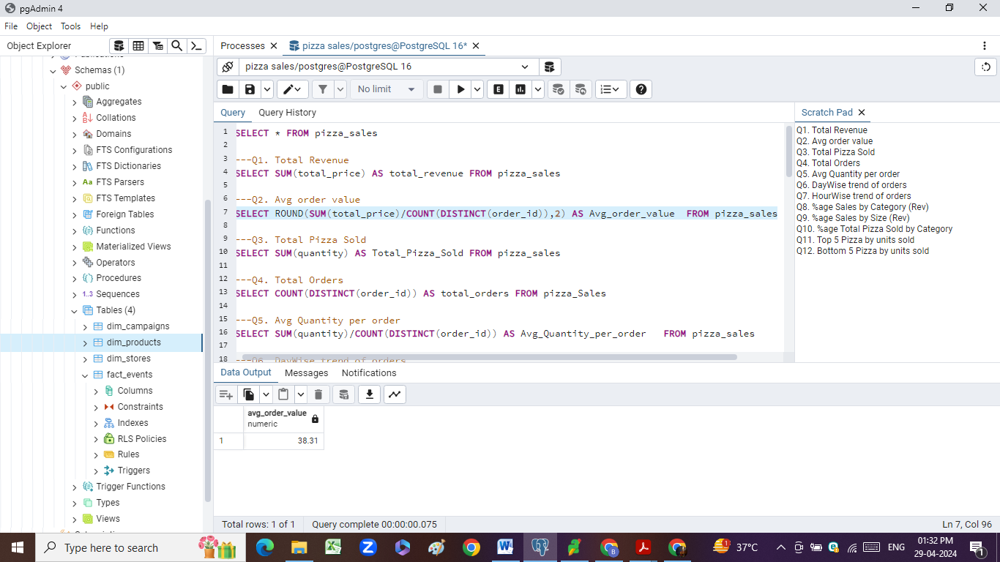 pgAdmin 4
File Object Tools Help
Object Explorer
Schemas (1)
public
Aggregates
Collations
Domains
FTS Configurations
FTS Dictionaries
Aa FTS Parsers
FTS Templates
Foreign Tables
Functions
Materialized Views
Operators
Procedures
1..3 Sequences
Tables (4)
dim_campaigns
dim_products
dim_stores
fact_events
Columns
Constraints
Indexes
RLS Policies
Rules
Triggers
Trigger Functions
Types
Views
Processes
pizza sales/postgres@PostgreSQL 16*
pizza sales/postgres@PostgreSQL 16
No limit
E
Query Query History
1 SELECT * FROM pizza_sales
2
3 ---Q1. Total Revenue
4 SELECT SUM(total_price) AS total_revenue FROM pizza_sales
5
6 ---Q2. Avg order value
7 SELECT ROUND(SUM(total_price)/COUNT(DISTINCT(order_id)),2) AS Avg_order_value  FROM pizza_sales
8
9 ---Q3. Total Pizza Sold
10 SELECT SUM(quantity) AS Total_Pizza_Sold FROM pizza_sales
11
12 ---Q4. Total Orders
13 SELECT COUNT(DISTINCT(order_id)) AS total_orders FROM pizza_Sales
14
15 ---Q5. Avg Quantity per order
16 SELECT SUM(quantity)/COUNT(DISTINCT(order_id)) AS Avg_Quantity_per_order   FROM pizza_sales
17
18 ---Q6. DayWise trend of orders
Scratch Pad
Q1. Total Revenue
Q2. Avg order value
Q3. Total Pizza Sold
Q4. Total Orders
Q5. Avg Quantity per order
Q6. DayWise trend of orders
Q7. HourWise trend of orders
Q8. %age Sales by Category (Rev)
Q9. %age Sales by Size (Rev)
Q10. %age Total Pizza Sold by Category
Q11. Top 5 Pizza by units sold
Q12. Bottom 5 Pizza by units sold
Data Output Messages Notifications
avg_order_value
numeric
1 38.31
Total rows: 1 of 1 Query complete 00:00:00.075 Ln 7, Col 96
Type here to search
37°C
ENG
01:32 PM
29-04-2024